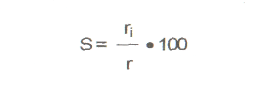 S = rᵢ / r • 100